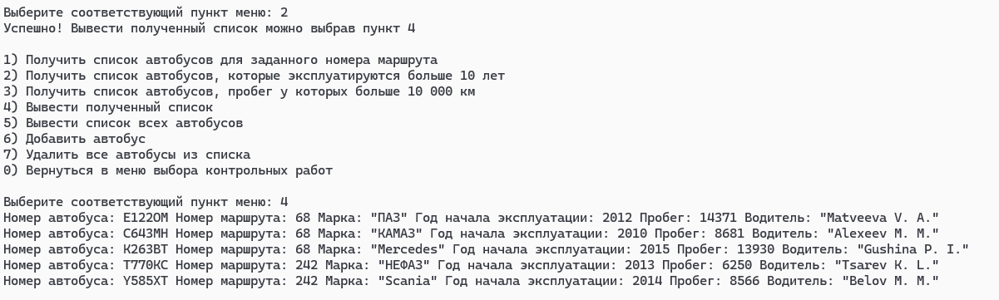 Выберите соответствующий пункт меню: 2
Успешно! Вывести полученный список можно выбрав пункт 4
1) Получить список автобусов для заданного номера маршрута
2) Получить список автобусов, которые эксплуатируются больше 10 лет
3) Получить список автобусов, пробег у которых больше 10 000 км
4) Вывести полученный список
5) Вывести список всех автобусов
6) Добавить автобус
7) Удалить все автобусы из списка
0) Вернуться в меню выбора контрольных работ
Выберите соответствующий пункт меню: 4
Номер автобуса: Е122ОМ Номер маршрута: 68 Марка: "ПАЗ" Год начала эксплуатации: 2012 Пробег: 14371 Водитель: "Matveeva V. A."
Номер автобуса: С643МН Номер маршрута: 68 Марка: "КАМАЗ" Год начала эксплуатации: 2010 Пробег: 8681 Водитель: "Alexeev M. M."
Номер автобуса: К263ВТ Номер маршрута: 68 Марка: "Mercedes" Год начала эксплуатации: 2015 Пробег: 13930 Водитель: "Gushina P. I."
Номер автобуса: Т770КС Номер маршрута: 242 Марка: "НЕФАЗ" Год начала эксплуатации: 2013 Пробег: 6250 Водитель: "Tsarev K. L."
Номер автобуса: Y585XT Номер маршрута: 242 Марка: "Scania" Год начала эксплуатации: 2014 Пробег: 8566 Водитель: "Belov M. M."